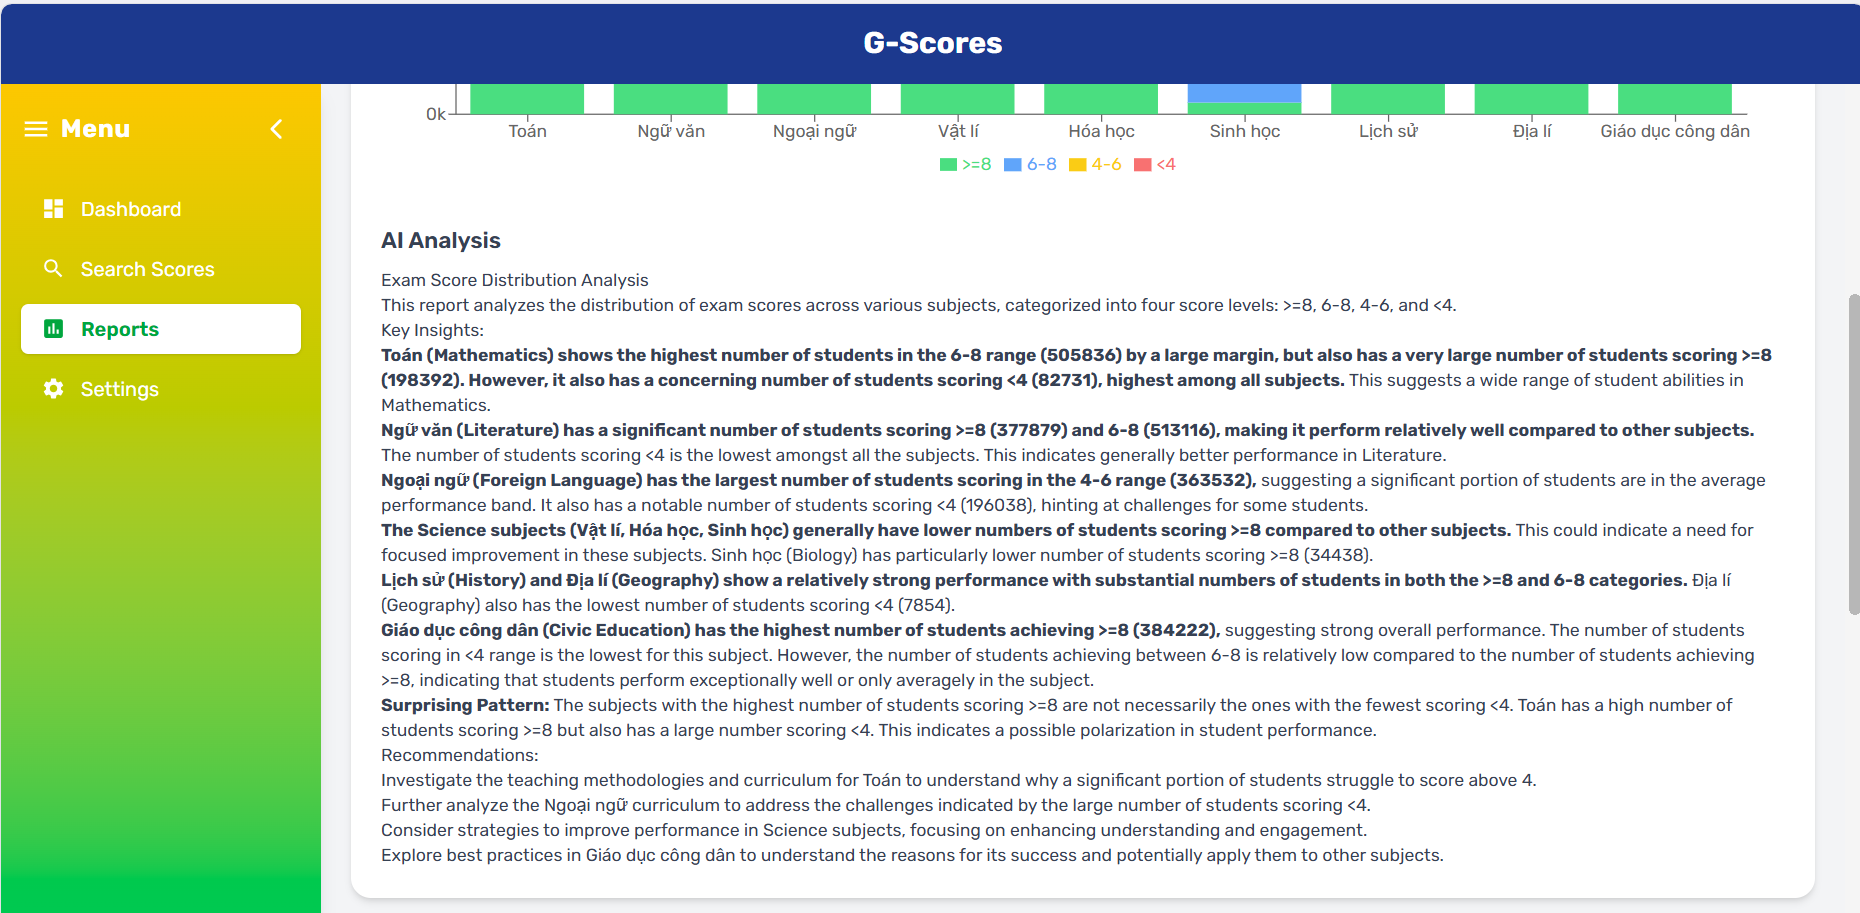 G-Scores
Menu
Dashboard
Search Scores
Reports
Settings
0k
Toán Ngữ văn Ngoại ngữ Vật lí Hóa học Sinh học Lịch sử Địa lí Giáo dục công dân
>=8 6-8 4-6 <4
AI Analysis
Exam Score Distribution Analysis
This report analyzes the distribution of exam scores across various subjects, categorized into four score levels: >=8, 6-8, 4-6, and <4.
Key Insights:
Toán (Mathematics) shows the highest number of students in the 6-8 range (505836) by a large margin, but also has a very large number of students scoring >=8
(198392). However, it also has a concerning number of students scoring <4 (82731), highest among all subjects. This suggests a wide range of student abilities in
Mathematics.
Ngữ văn (Literature) has a significant number of students scoring >=8 (377879) and 6-8 (513116), making it perform relatively well compared to other subjects.
The number of students scoring <4 is the lowest amongst all the subjects. This indicates generally better performance in Literature.
Ngoại ngữ (Foreign Language) has the largest number of students scoring in the 4-6 range (363532), suggesting a significant portion of students are in the average
performance band. It also has a notable number of students scoring <4 (196038), hinting at challenges for some students.
The Science subjects (Vật lí, Hóa học, Sinh học) generally have lower numbers of students scoring >=8 compared to other subjects. This could indicate a need for
focused improvement in these subjects. Sinh học (Biology) has particularly lower number of students scoring >=8 (34438).
Lịch sử (History) and Địa lí (Geography) show a relatively strong performance with substantial numbers of students in both the >=8 and 6-8 categories. Địa lí
(Geography) also has the lowest number of students scoring <4 (7854).
Giáo dục công dân (Civic Education) has the highest number of students achieving >=8 (384222), suggesting strong overall performance. The number of students
scoring in <4 range is the lowest for this subject. However, the number of students achieving between 6-8 is relatively low compared to the number of students achieving
>=8, indicating that students perform exceptionally well or only averagely in the subject.
Surprising Pattern: The subjects with the highest number of students scoring >=8 are not necessarily the ones with the fewest scoring <4. Toán has a high number of
students scoring >=8 but also has a large number scoring <4. This indicates a possible polarization in student performance.
Recommendations:
Investigate the teaching methodologies and curriculum for Toán to understand why a significant portion of students struggle to score above 4.
Further analyze the Ngoại ngữ curriculum to address the challenges indicated by the large number of students scoring <4.
Consider strategies to improve performance in Science subjects, focusing on enhancing understanding and engagement.
Explore best practices in Giáo dục công dân to understand the reasons for its success and potentially apply them to other subjects.